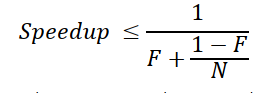 Speedup ≤ 1 / (F + (1 − F) / N)